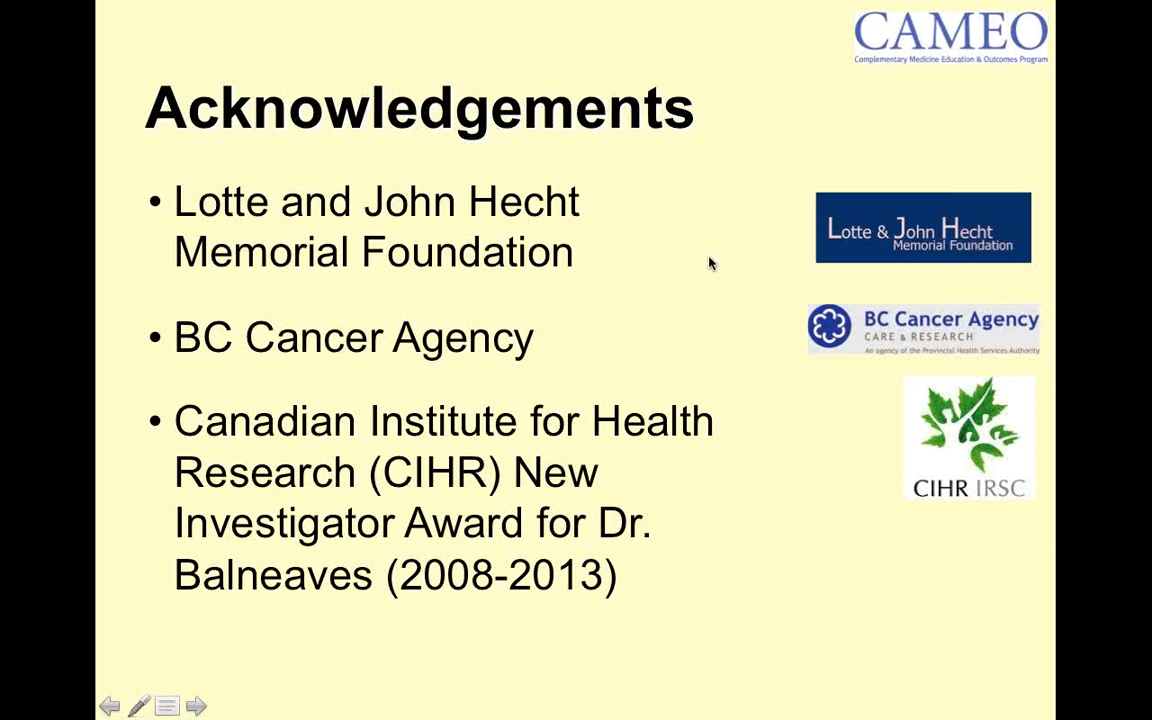 CAMEO
Complementary Medicine Education & Outcomes Program
Acknowledgements
• Lotte and John Hecht
Memorial Foundation
Lotte & John Hecht
Memorial Foundation
• BC Cancer Agency
BC Cancer Agency
CARE & RESEARCH
An agency of the Provincial Health Services Authority
• Canadian Institute for Health
Research (CIHR) New
Investigator Award for Dr.
Balneaves (2008-2013)
CIHR IRSC